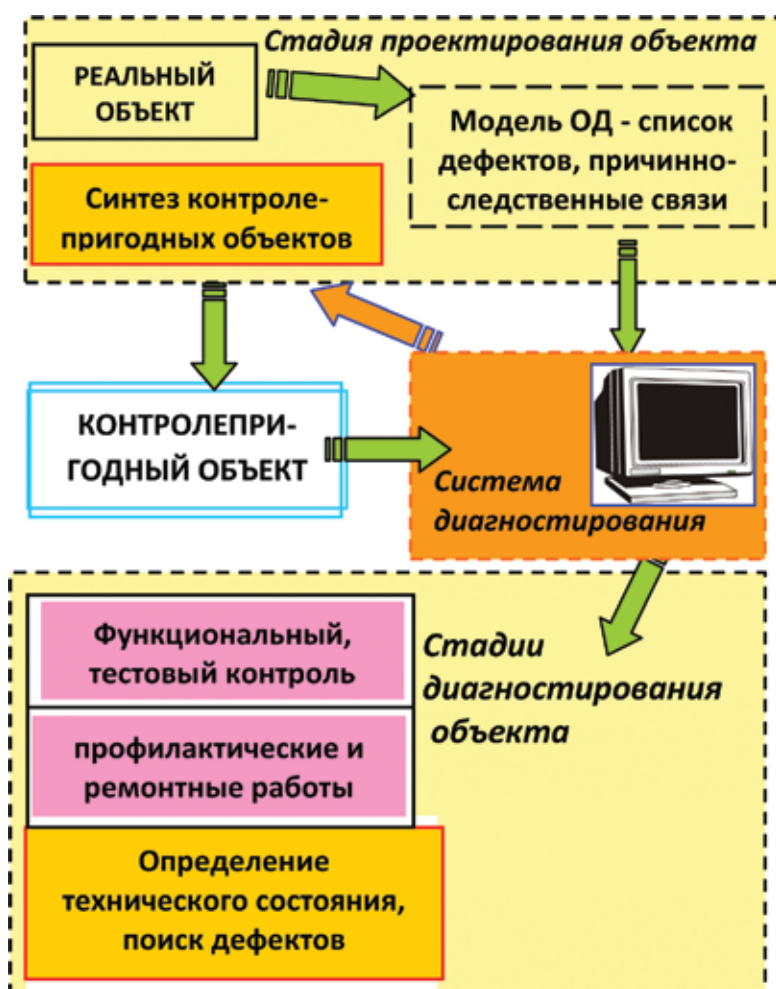 Стадия проектирования объекта
РЕАЛЬНЫЙ
ОБЪЕКТ
Модель ОД - список
дефектов, причинно-
следственные связи
Синтез контроле-
пригодных объектов
КОНТРОЛЕПРИ-
ГОДНЫЙ ОБЪЕКТ
Система
диагностирования
Функциональный,
тестовый контроль
Стадии
диагностирования
объекта
профилактические и
ремонтные работы
Определение
технического состояния,
поиск дефектов